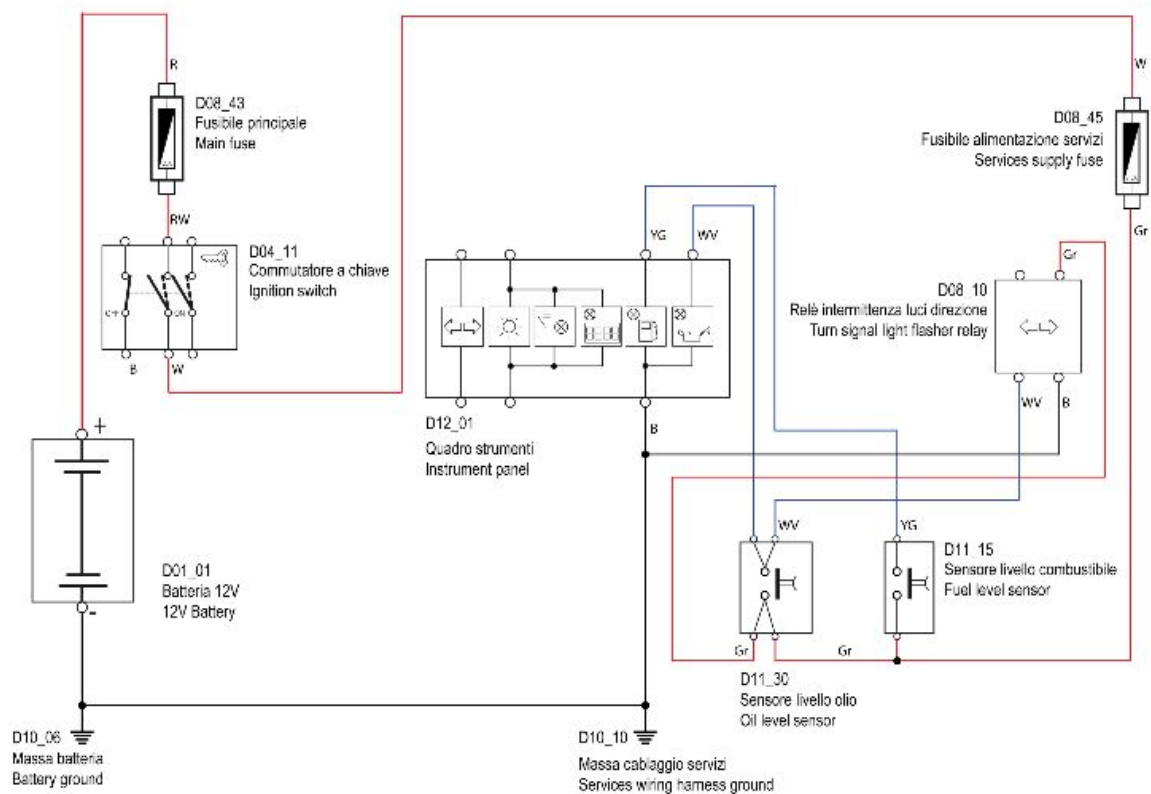 R
W
D08_43
Fusibile principale
Main fuse
D08_45
Fusibile alimentazione servizi
Services supply fuse
RW
YG
WV
Gr
Gr
D04_11
Commutatore a chiave
Ignition switch
OFF
ON
B
W
D08_10
Relè intermittenza luci direzione
Turn signal light flasher relay
WV
B
D12_01
Quadro strumenti
Instrument panel
B
+
WV
YG
D11_15
Sensore livello combustibile
Fuel level sensor
D01_01
Batteria 12V
12V Battery
-
Gr
Gr
D11_30
Sensore livello olio
Oil level sensor
D10_06
Massa batteria
Battery ground
D10_10
Massa cablaggio servizi
Services wiring harness ground